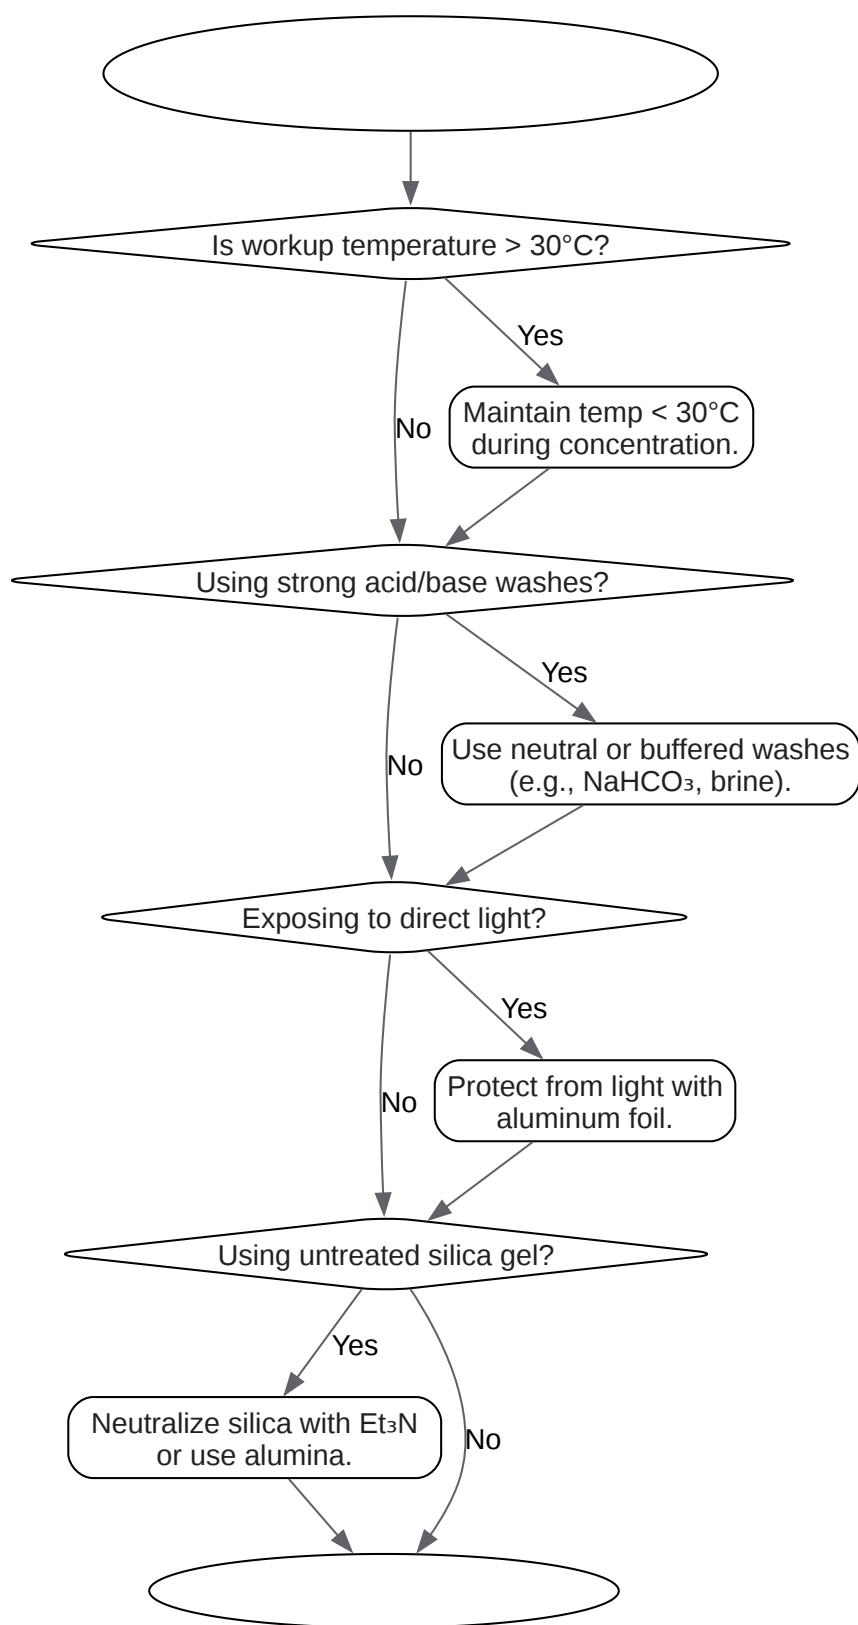 Is workup temperature > 30°C?
Yes
Maintain temp < 30°C
during concentration.
No
Using strong acid/base washes?
Yes
Use neutral or buffered washes
(e.g., NaHCO₃, brine).
No
Exposing to direct light?
Yes
Protect from light with
aluminum foil.
No
Using untreated silica gel?
Yes
Neutralize silica with Et₃N
or use alumina.
No